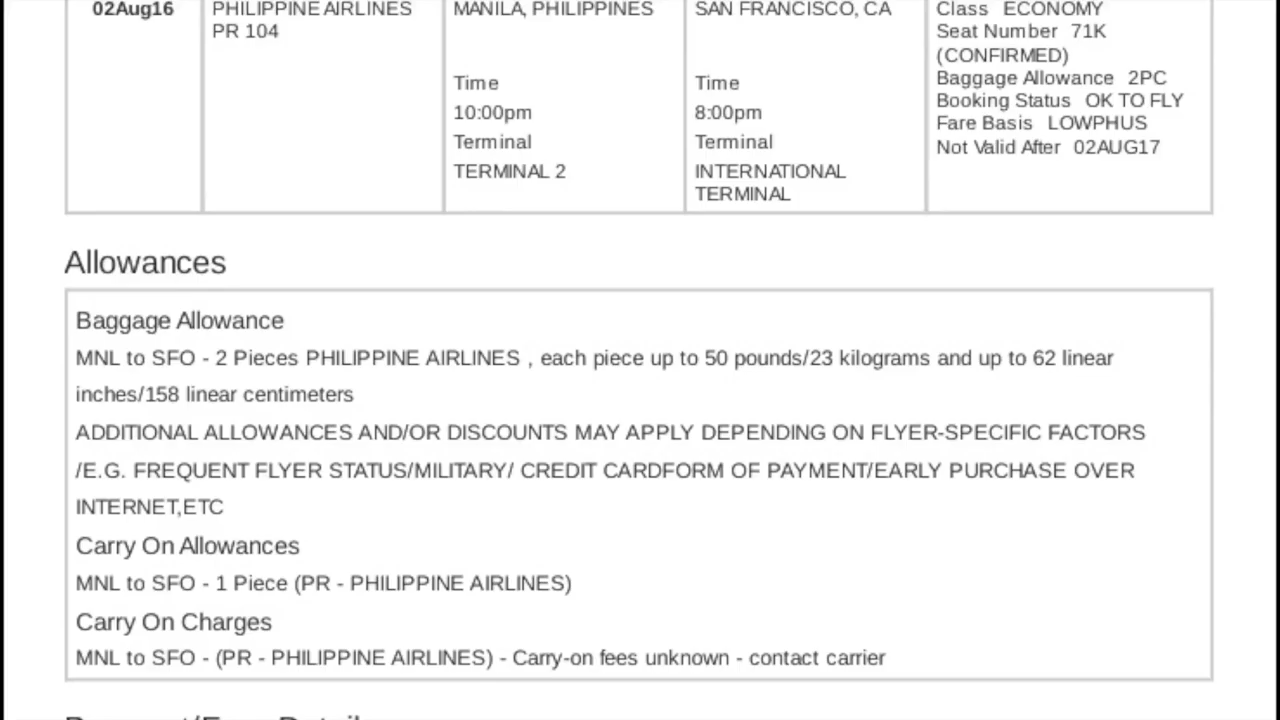 02Aug16
PHILIPPINE AIRLINES
PR 104
MANILA, PHILIPPINES
Time
10:00pm
Terminal
TERMINAL 2
SAN FRANCISCO, CA
Time
8:00pm
Terminal
INTERNATIONAL
TERMINAL
Class ECONOMY
Seat Number 71K
(CONFIRMED)
Baggage Allowance 2PC
Booking Status OK TO FLY
Fare Basis LOWPHUS
Not Valid After 02AUG17
Allowances
Baggage Allowance
MNL to SFO - 2 Pieces PHILIPPINE AIRLINES , each piece up to 50 pounds/23 kilograms and up to 62 linear
inches/158 linear centimeters
ADDITIONAL ALLOWANCES AND/OR DISCOUNTS MAY APPLY DEPENDING ON FLYER-SPECIFIC FACTORS
/E.G. FREQUENT FLYER STATUS/MILITARY/ CREDIT CARDFORM OF PAYMENT/EARLY PURCHASE OVER
INTERNET,ETC
Carry On Allowances
MNL to SFO - 1 Piece (PR - PHILIPPINE AIRLINES)
Carry On Charges
MNL to SFO - (PR - PHILIPPINE AIRLINES) - Carry-on fees unknown - contact carrier